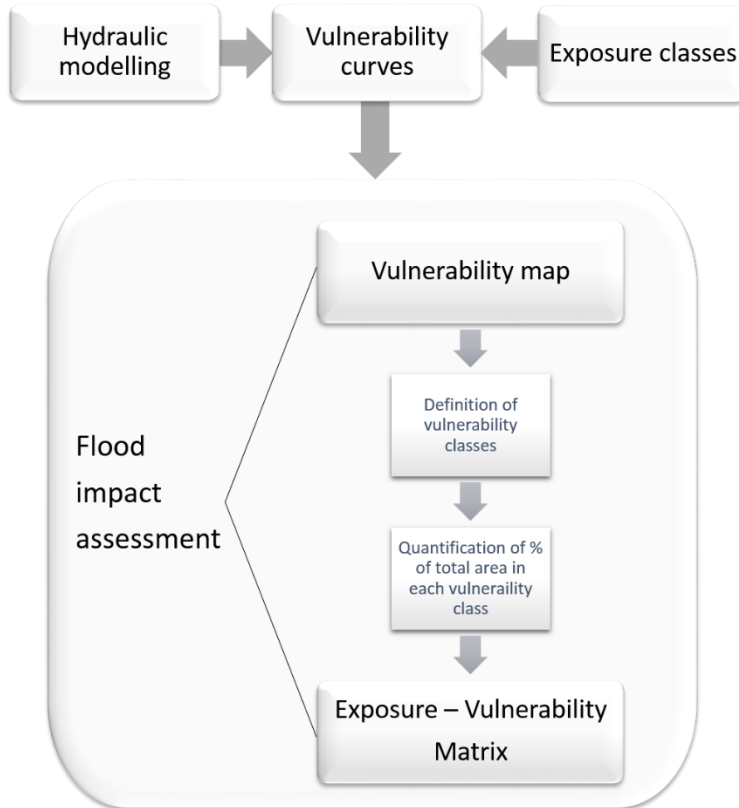 Hydraulic
modelling
Vulnerability
curves
Exposure classes
Vulnerability map
Definition of
vulnerability
classes
Flood
impact
assessment
Quantification of %
of total area in
each vulneraility
class
Exposure – Vulnerability
Matrix